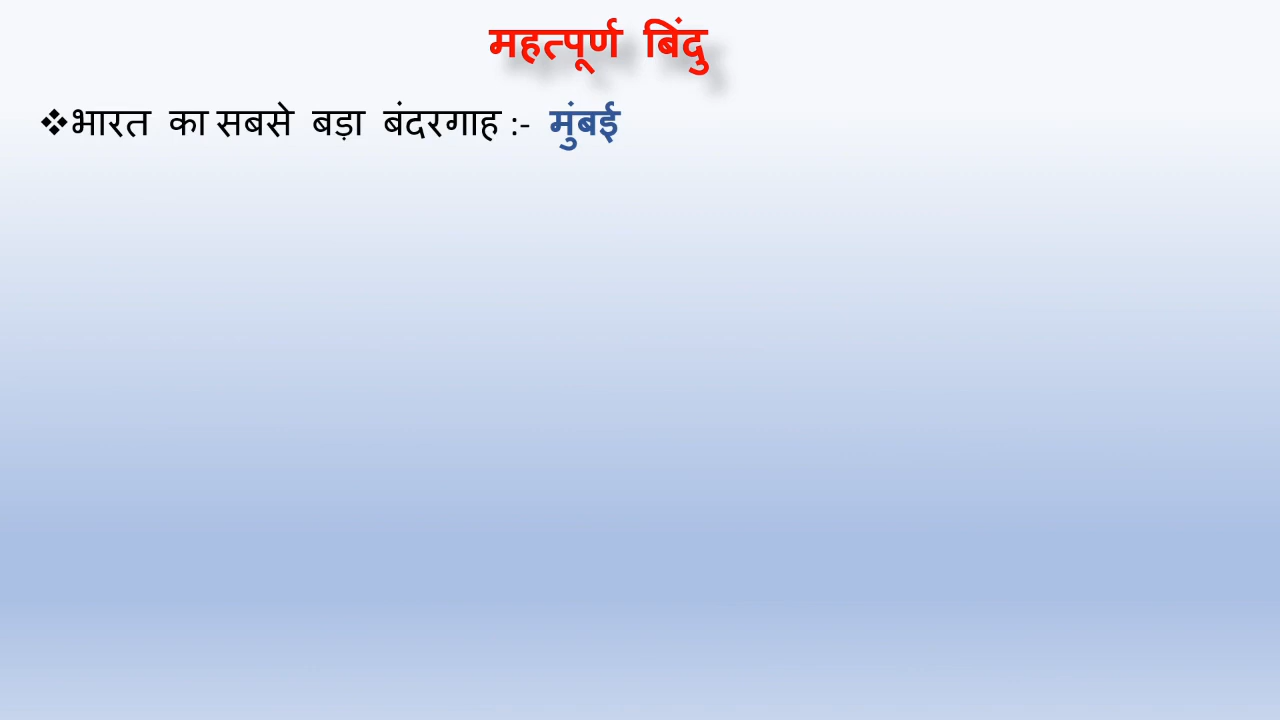 महत्पूर्ण बिंदु
❖भारत का सबसे बड़ा बंदरगाह :- मुंबई